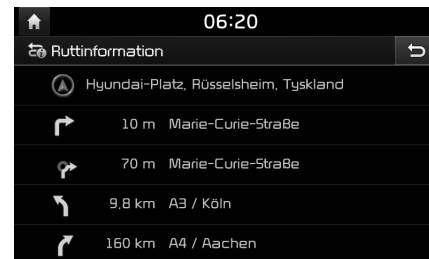 06:20
Ruttinformation
Hyundai-Platz, Rüsselsheim, Tyskland
10 m Marie-Curie-Straße
70 m Marie-Curie-Straße
9,8 km A3 / Köln
160 km A4 / Aachen